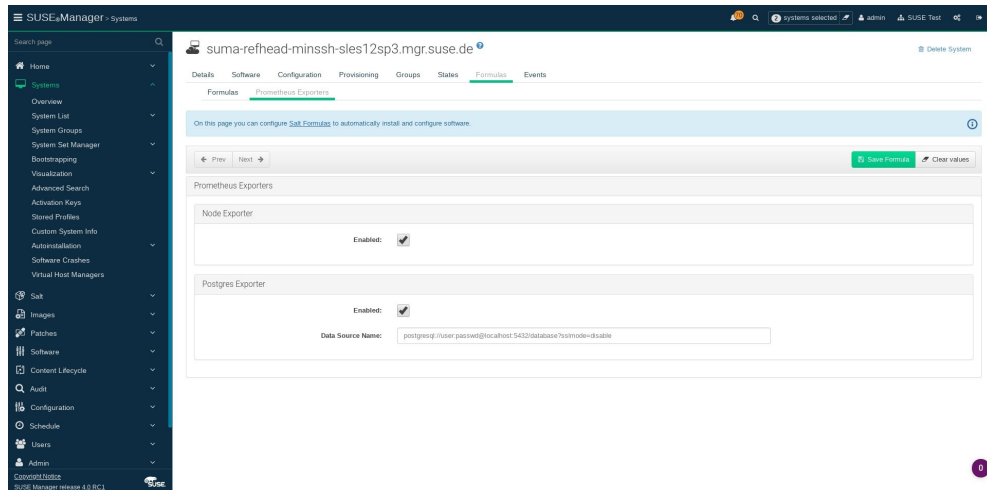 SUSE Manager > Systems
2 systems selected
admin
SUSE Test
Search page
Home
Systems
Overview
System List
System Groups
System Set Manager
Bootstrapping
Visualization
Advanced Search
Activation Keys
Stored Profiles
Custom System Info
Autoinstallation
Software Crashes
Virtual Host Managers
Salt
Images
Patches
Software
Content Lifecycle
Audit
Configuration
Schedule
Users
Admin
Copyright Notice
SUSE Manager release 4.0 RC1
SUSE
suma-refhead-minssh-sles12sp3.mgr.suse.de ?
Delete System
Details Software Configuration Provisioning Groups States Formulas Events
Formulas Prometheus Exporters
On this page you can configure Salt Formulas to automatically install and configure software.
Prev Next
Save Formula Clear values
Prometheus Exporters
Node Exporter
Enabled:
Postgres Exporter
Enabled:
Data Source Name: postgresql://user:passwd@localhost:5432/database?sslmode=disable
0